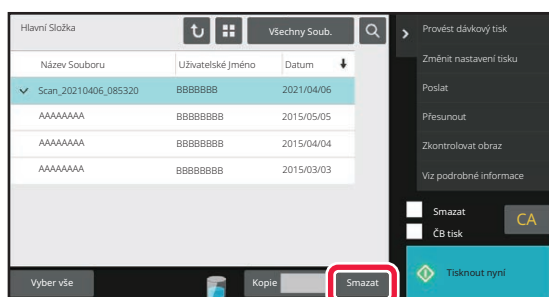 Hlavní Složka
Všechny Soub.
Název Souboru Uživatelské Jméno Datum
Scan_20210406_085320 BBBBBBB 2021/04/06
AAAAAAAA BBBBBBBB 2015/05/05
AAAAAAAA BBBBBBBB 2015/04/04
AAAAAAAA BBBBBBBB 2015/03/03
Vyber vše
Kopie
Smazat
Provést dávkový tisk
Změnit nastavení tisku
Poslat
Přesunout
Zkontrolovat obraz
Viz podrobné informace
Smazat
ČB tisk
CA
Tisknout nyní